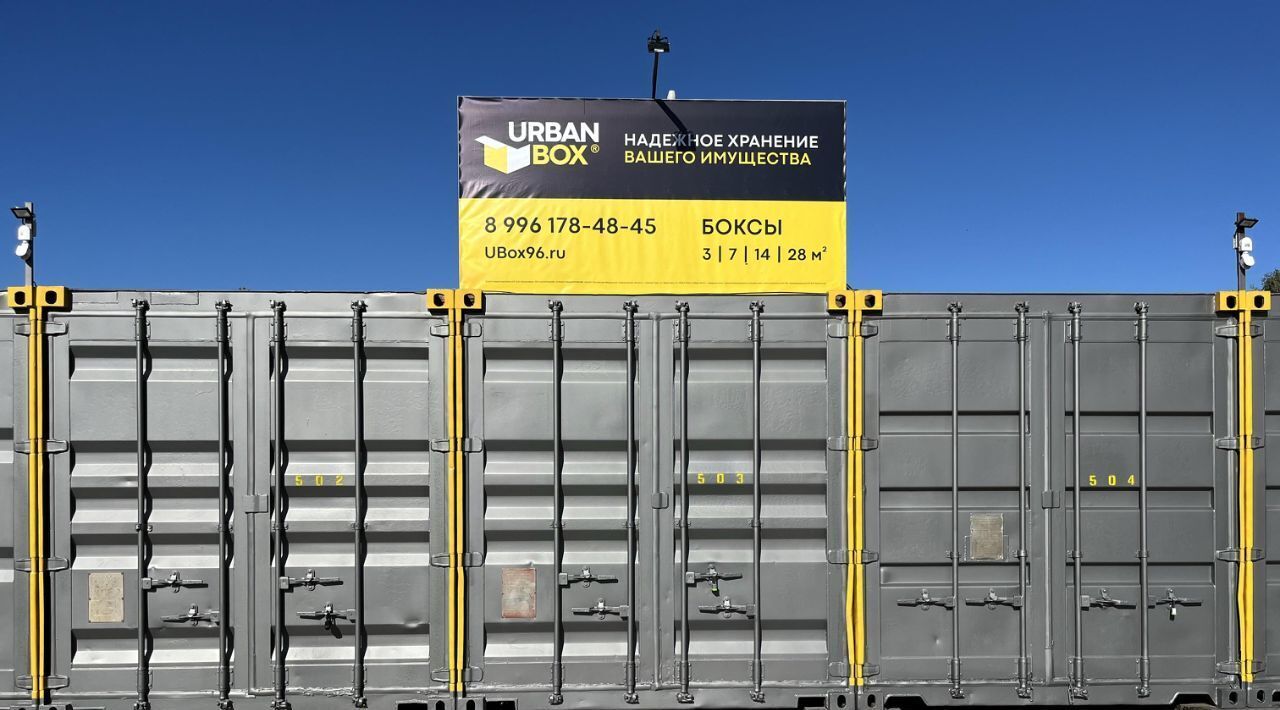 URBAN
BOX®
НАДЕЖНОЕ ХРАНЕНИЕ
ВАШЕГО ИМУЩЕСТВА
8 996 178-48-45
UBox96.ru
БОКСЫ
3 | 7 | 14 | 28 м²
502
503
504